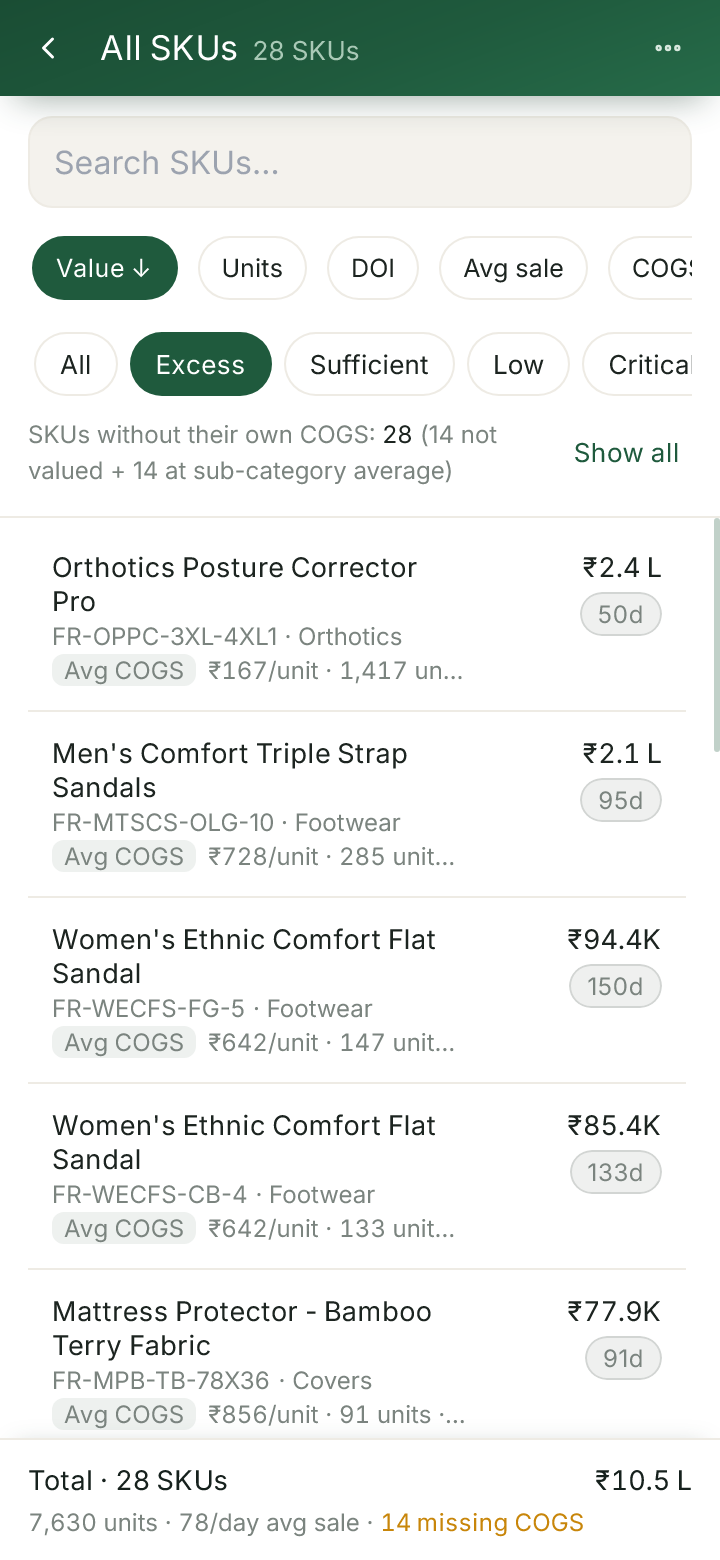 All SKUs 28 SKUs
Search SKUs...
Value ↓ Units DOI Avg sale COGS
All Excess Sufficient Low Critical
SKUs without their own COGS: 28 (14 not
valued + 14 at sub-category average)
Show all
Orthotics Posture Corrector
Pro
₹2.4 L
FR-OPPC-3XL-4XL1 · Orthotics
50d
Avg COGS ₹167/unit · 1,417 un...
Men's Comfort Triple Strap
Sandals
₹2.1 L
FR-MTSCS-OLG-10 · Footwear
95d
Avg COGS ₹728/unit · 285 unit...
Women's Ethnic Comfort Flat
Sandal
₹94.4K
FR-WECFS-FG-5 · Footwear
150d
Avg COGS ₹642/unit · 147 unit...
Women's Ethnic Comfort Flat
Sandal
₹85.4K
FR-WECFS-CB-4 · Footwear
133d
Avg COGS ₹642/unit · 133 unit...
Mattress Protector - Bamboo
Terry Fabric
₹77.9K
FR-MPB-TB-78X36 · Covers
91d
Avg COGS ₹856/unit · 91 units ·...
Total · 28 SKUs ₹10.5 L
7,630 units · 78/day avg sale · 14 missing COGS